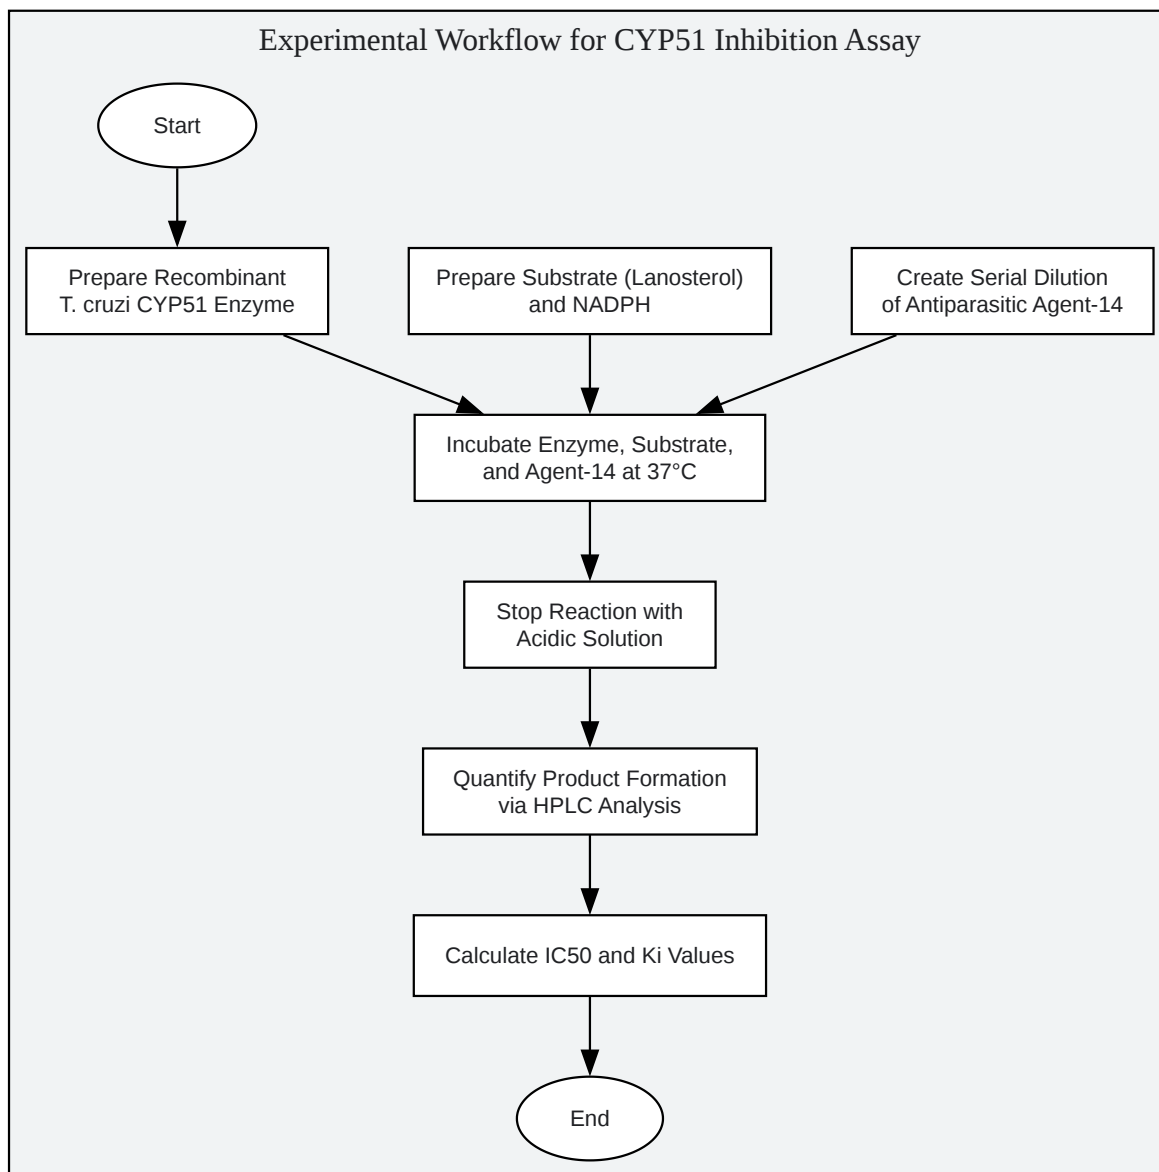 Experimental Workflow for CYP51 Inhibition Assay
Start
Prepare Recombinant
T. cruzi CYP51 Enzyme
Prepare Substrate (Lanosterol)
and NADPH
Create Serial Dilution
of Antiparasitic Agent-14
Incubate Enzyme, Substrate,
and Agent-14 at 37°C
Stop Reaction with
Acidic Solution
Quantify Product Formation
via HPLC Analysis
Calculate IC50 and Ki Values
End